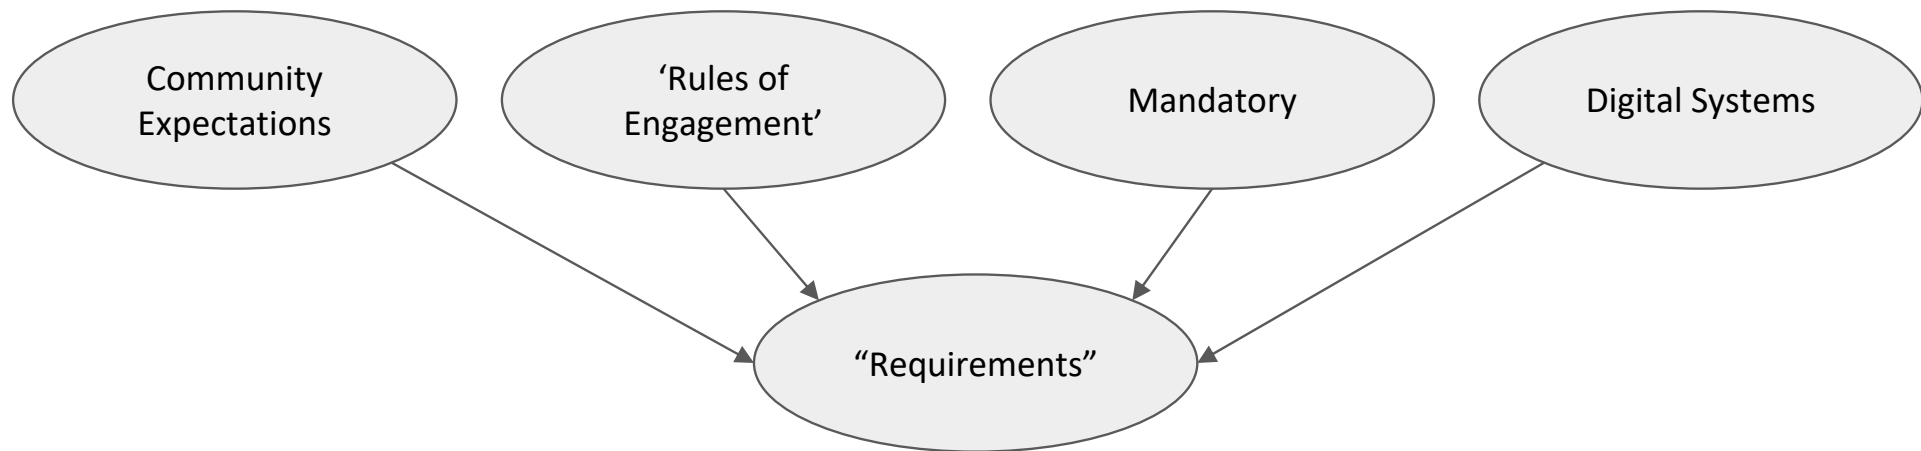 Community
Expectations
‘Rules of
Engagement’
Mandatory
Digital Systems
“Requirements”